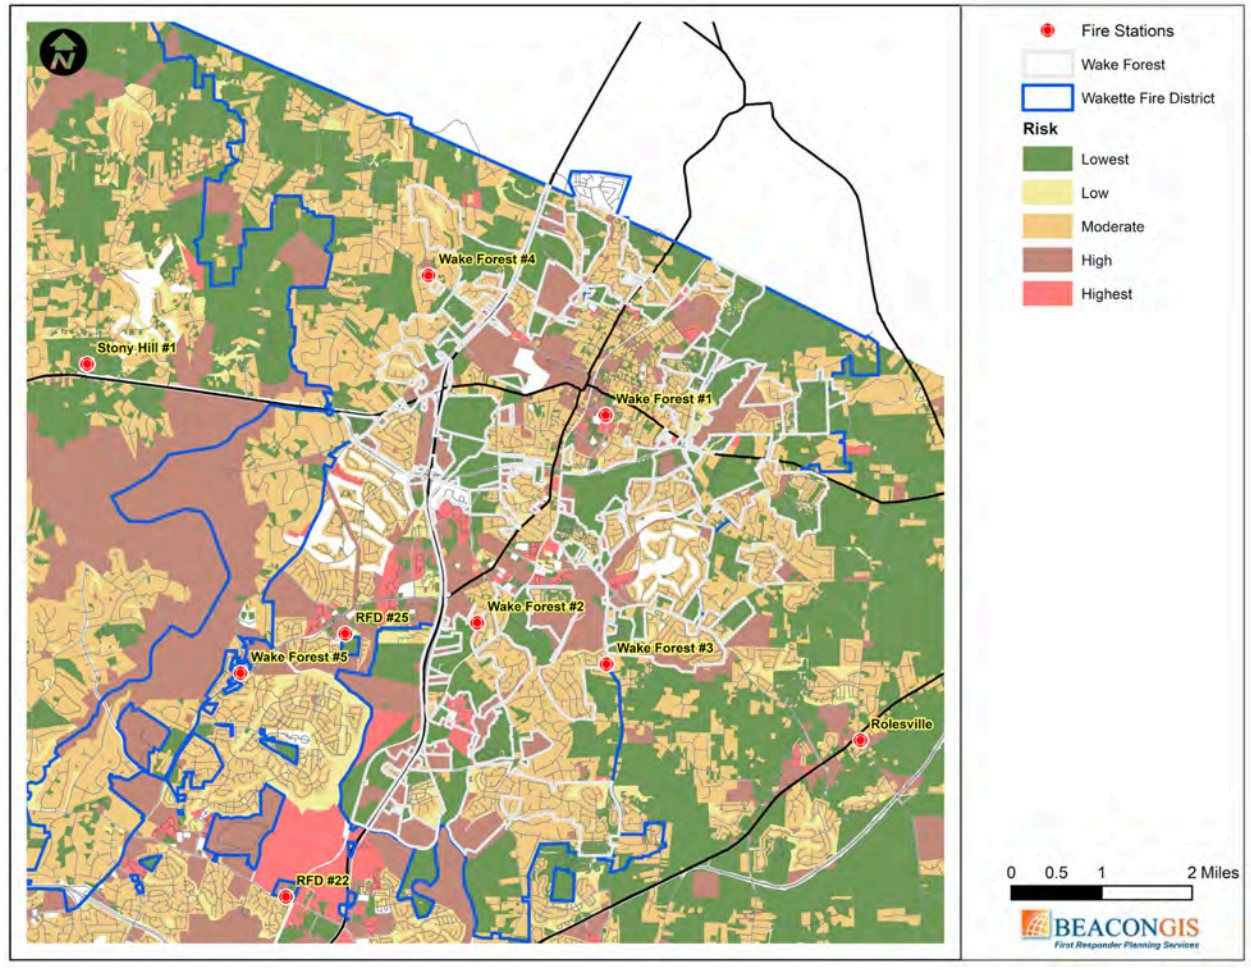 N
Wake Forest #4
Stony Hill #1
Wake Forest #1
Wake Forest #2
RFD #25
Wake Forest #3
Wake Forest #5
Rolesville
RFD #22
Fire Stations
Wake Forest
Wakette Fire District
Risk
Lowest
Low
Moderate
High
Highest
0 0.5 1 2 Miles
BEACONGIS
First Responder Planning Services